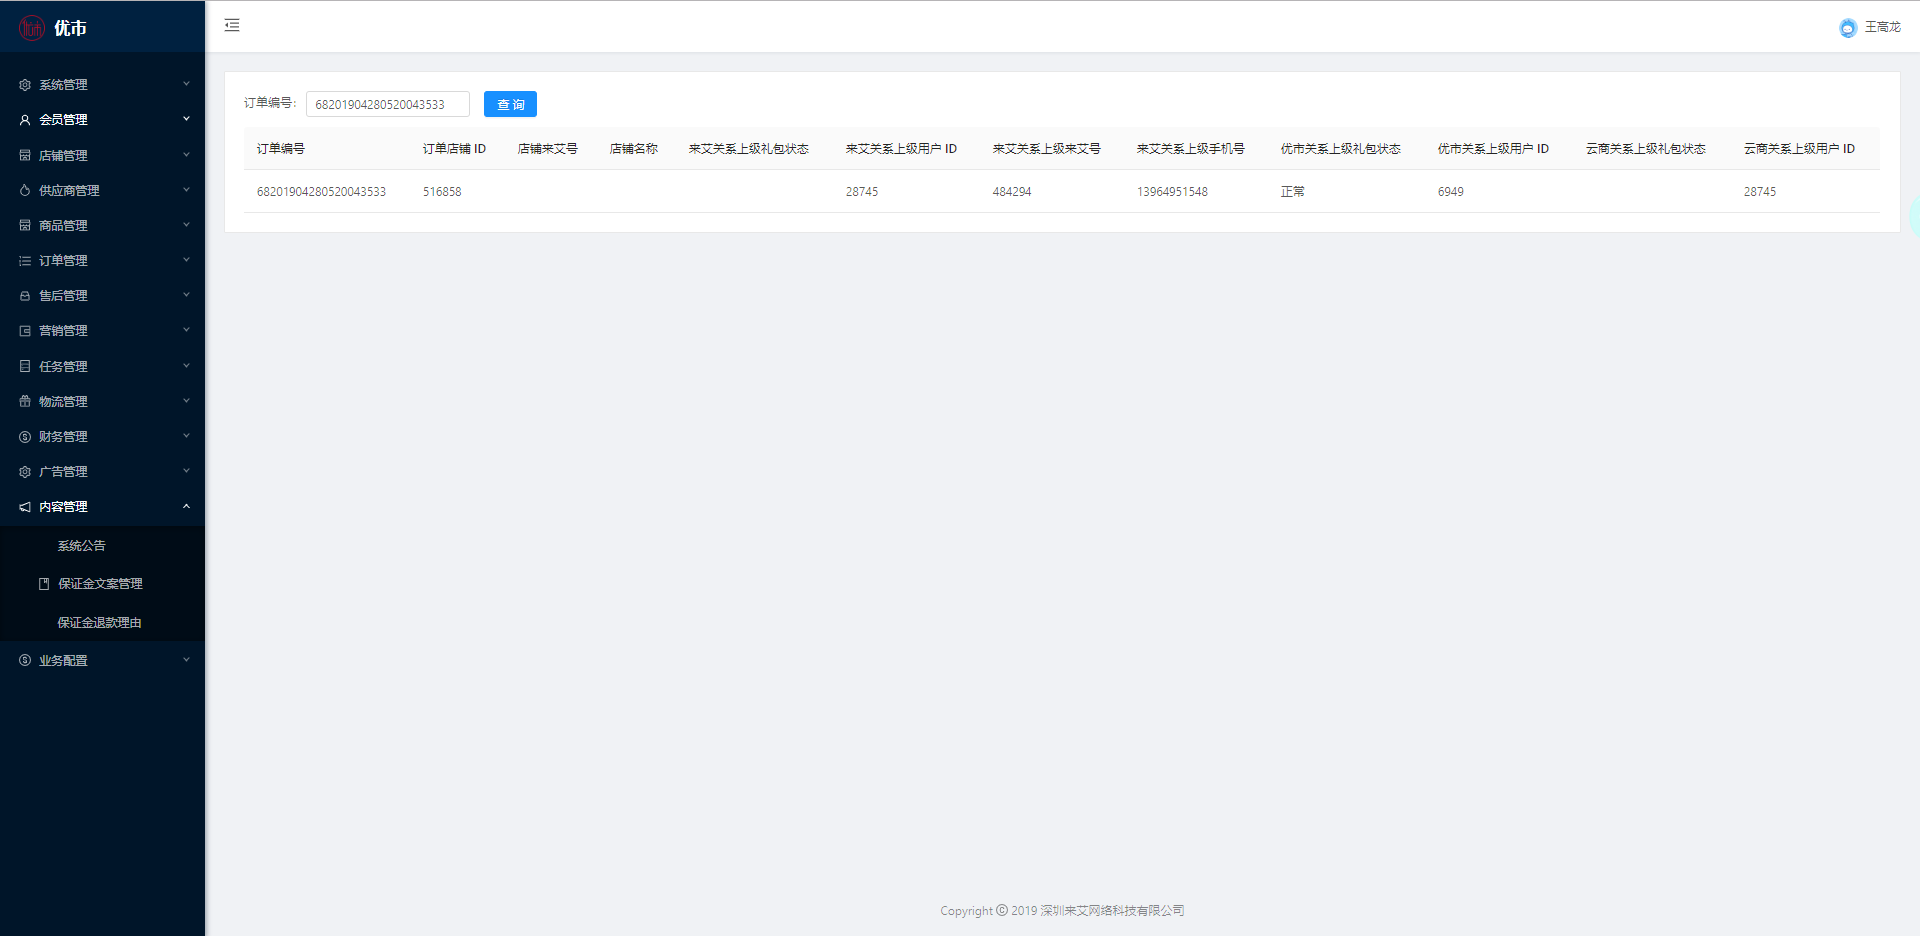 优市
王高龙
系统管理
会员管理
店铺管理
供应商管理
商品管理
订单管理
售后管理
营销管理
任务管理
物流管理
财务管理
广告管理
内容管理
系统公告
保证金文案管理
保证金退款理由
业务配置
订单编号: 68201904280520043533 查 询
订单编号 订单店铺 ID 店铺来艾号 店铺名称 来艾关系上级礼包状态 来艾关系上级用户 ID 来艾关系上级来艾号 来艾关系上级手机号 优市关系上级礼包状态 优市关系上级用户 ID 云商关系上级礼包状态 云商关系上级用户 ID
68201904280520043533 516858 28745 484294 13964951548 正常 6949 28745
Copyright © 2019 深圳来艾网络科技有限公司